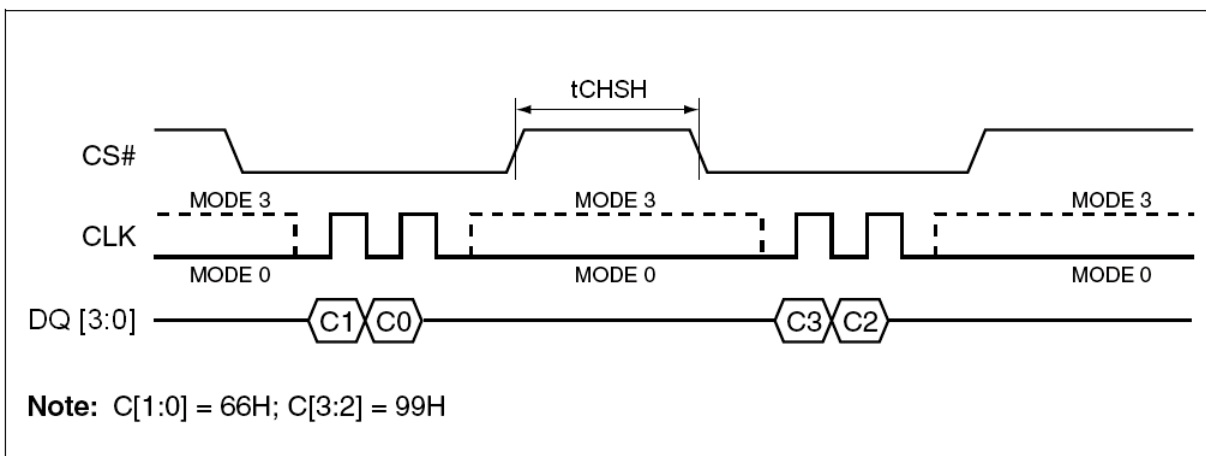 tCHSH
CS#
MODE 3 MODE 3 MODE 3
CLK
MODE 0 MODE 0 MODE 0
DQ [3:0] C1 C0 C3 C2
Note: C[1:0] = 66H; C[3:2] = 99H